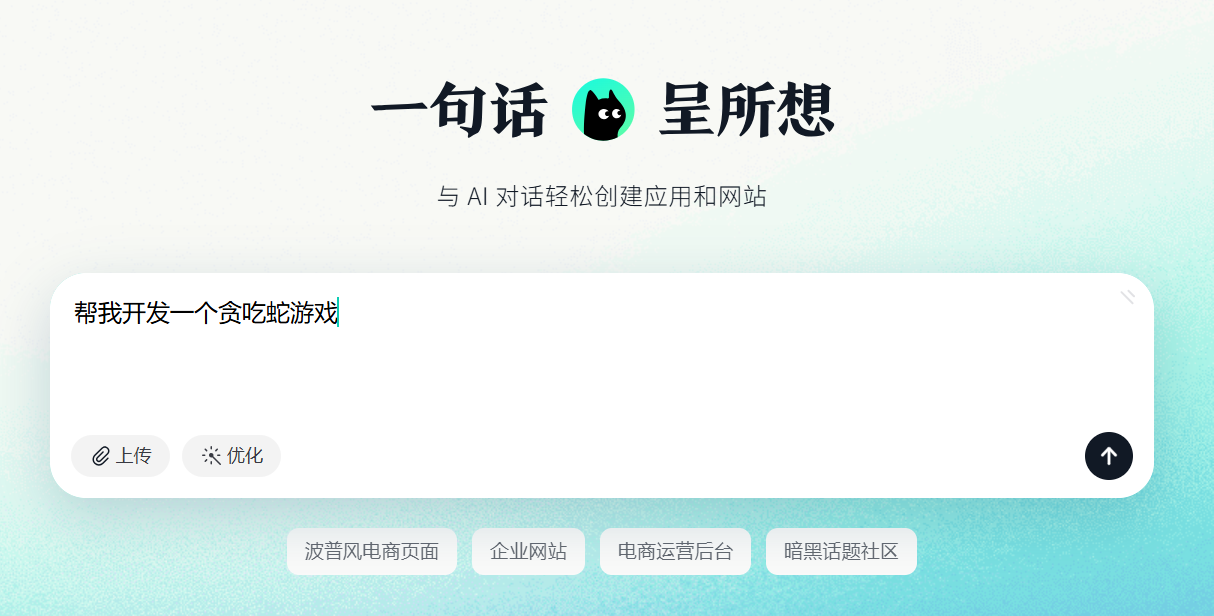 一句话 呈所想
与 AI 对话轻松创建应用和网站
帮我开发一个贪吃蛇游戏
上传 优化
波普风电商页面 企业网站 电商运营后台 暗黑话题社区